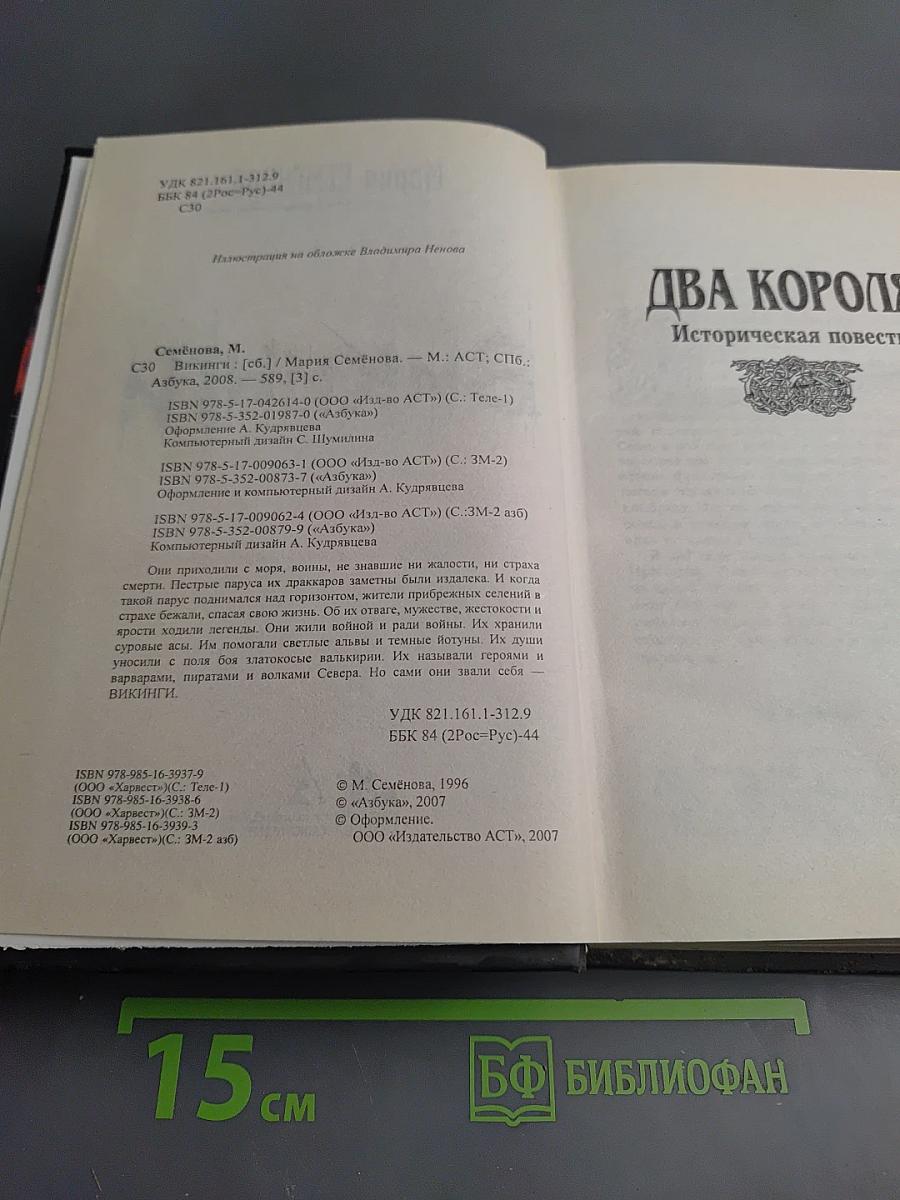 УДК 821.161.1-312.9
ББК 84 (2Рос=Рус)-44
С30
Иллюстрация на обложке Владимира Ненова
Семёнова, М.
С30 Викинги : [сб.] / Мария Семёнова. — М.: АСТ; СПб.:
Азбука, 2008. — 589, [3] с.
ISBN 978-5-17-042614-0 (ООО «Изд-во АСТ») (С.: Теле-1)
ISBN 978-5-352-01987-0 («Азбука»)
Оформление А. Кудрявцева
Компьютерный дизайн С. Шумилина
ISBN 978-5-17-009063-1 (ООО «Изд-во АСТ») (С.: ЗМ-2)
ISBN 978-5-352-00873-7 («Азбука»)
Оформление и компьютерный дизайн А. Кудрявцева
ISBN 978-5-17-009062-4 (ООО «Изд-во АСТ») (С.:ЗМ-2 азб)
ISBN 978-5-352-00879-9 («Азбука»)
Компьютерный дизайн А. Кудрявцева
Они приходили с моря, воины, не знавшие ни жалости, ни страха
смерти. Пестрые паруса их драккаров заметны были издалека. И когда
такой парус поднимался над горизонтом, жители прибрежных селений в
страхе бежали, спасая свою жизнь. Об их отваге, мужестве, жестокости и
ярости ходили легенды. Они жили войной и ради войны. Их хранили
суровые асы. Им помогали светлые альвы и темные йотуны. Их души
уносили с поля боя златокосые валькирии. Их называли героями и
варварами, пиратами и волками Севера. Но сами они звали себя —
ВИКИНГИ.
УДК 821.161.1-312.9
ББК 84 (2Рос=Рус)-44
ISBN 978-985-16-3937-9
(ООО «Харвест»)(С.: Теле-1)
ISBN 978-985-16-3938-6
(ООО «Харвест»)(С.: ЗМ-2)
ISBN 978-985-16-3939-3
(ООО «Харвест»)(С.: ЗМ-2 азб)
© М. Семёнова, 1996
© «Азбука», 2007
© Оформление.
ООО «Издательство АСТ», 2007
ДВА КОРОЛЯ
Историческая повесть
15 см
БФ БИБЛИОФАН